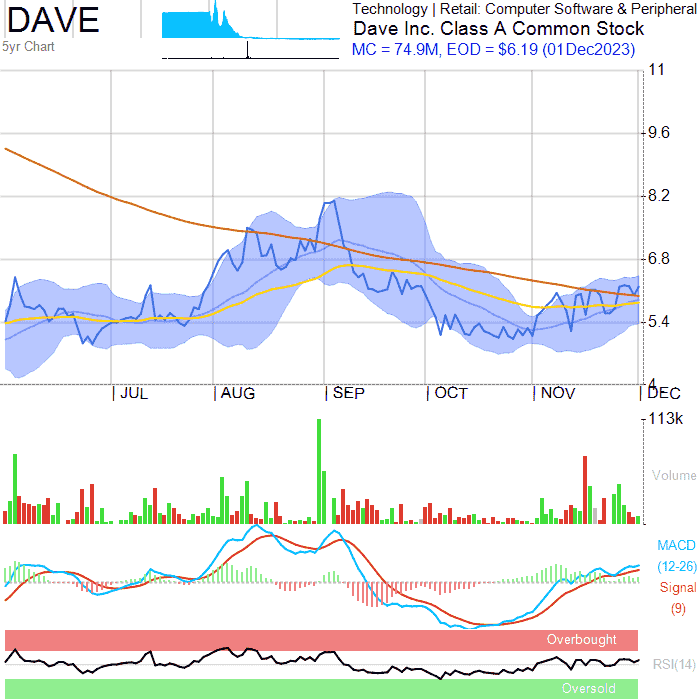 DAVE
5yr Chart
Technology | Retail: Computer Software & Peripheral
Dave Inc. Class A Common Stock
MC = 74.9M, EOD = $6.19 (01Dec2023)
11
9.6
8.2
6.8
5.4
4
| JUL | AUG | SEP | OCT | NOV | DEC
113k
Volume
MACD
(12-26)
Signal
(9)
Overbought
RSI(14)
Oversold